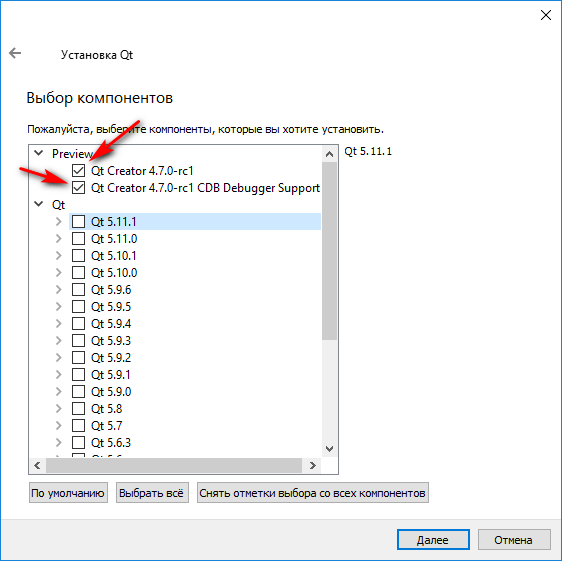 Установка Qt
Выбор компонентов
Пожалуйста, выберите компоненты, которые вы хотите установить.
Preview
Qt 5.11.1
Qt Creator 4.7.0-rc1
Qt Creator 4.7.0-rc1 CDB Debugger Support
Qt
Qt 5.11.1
Qt 5.11.0
Qt 5.10.1
Qt 5.10.0
Qt 5.9.6
Qt 5.9.5
Qt 5.9.4
Qt 5.9.3
Qt 5.9.2
Qt 5.9.1
Qt 5.9.0
Qt 5.8
Qt 5.7
Qt 5.6.3
По умолчанию
Выбрать всё
Снять отметки выбора со всех компонентов
Далее
Отмена